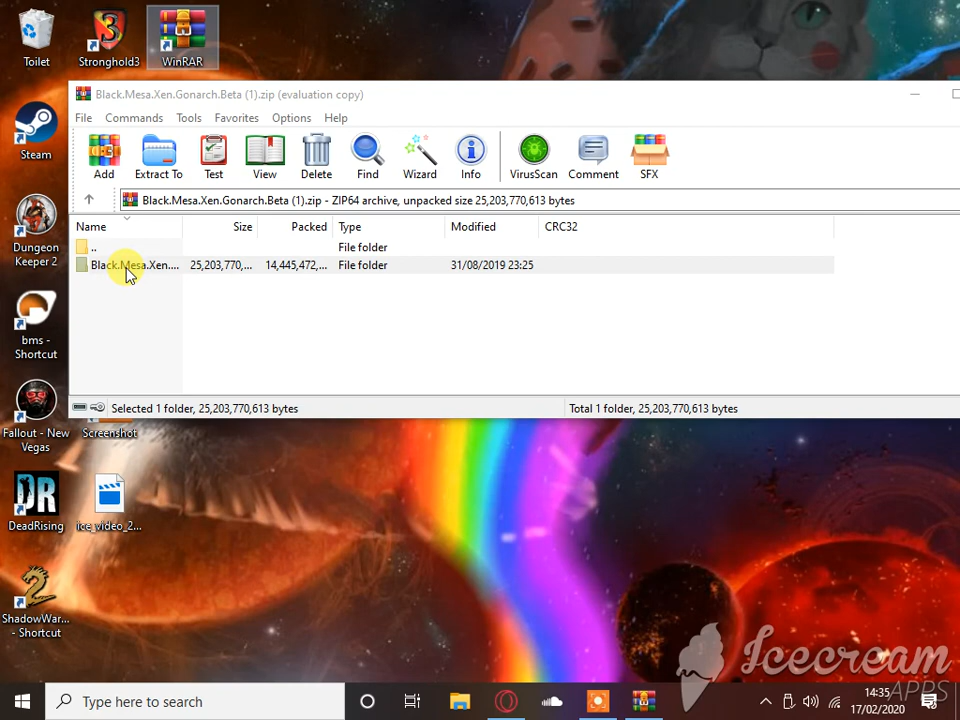 Toilet
Stronghold3
WinRAR
Black.Mesa.Xen.Gonarch.Beta (1).zip (evaluation copy)
File Commands Tools Favorites Options Help
Add Extract To Test View Delete Find Wizard Info VirusScan Comment SFX
Black.Mesa.Xen.Gonarch.Beta (1).zip - ZIP64 archive, unpacked size 25,203,770,613 bytes
Name Size Packed Type Modified CRC32
.. File folder
Black.Mesa.Xen.... 25,203,770,... 14,445,472,... File folder 31/08/2019 23:25
Selected 1 folder, 25,203,770,613 bytes Total 1 folder, 25,203,770,613 bytes
Steam
Dungeon
Keeper 2
bms -
Shortcut
Fallout - New
Vegas
Screenshot
DR
DeadRising
ice_video_2...
ShadowWar...
- Shortcut
Icecream
APPS
Type here to search
14:35
17/02/2020